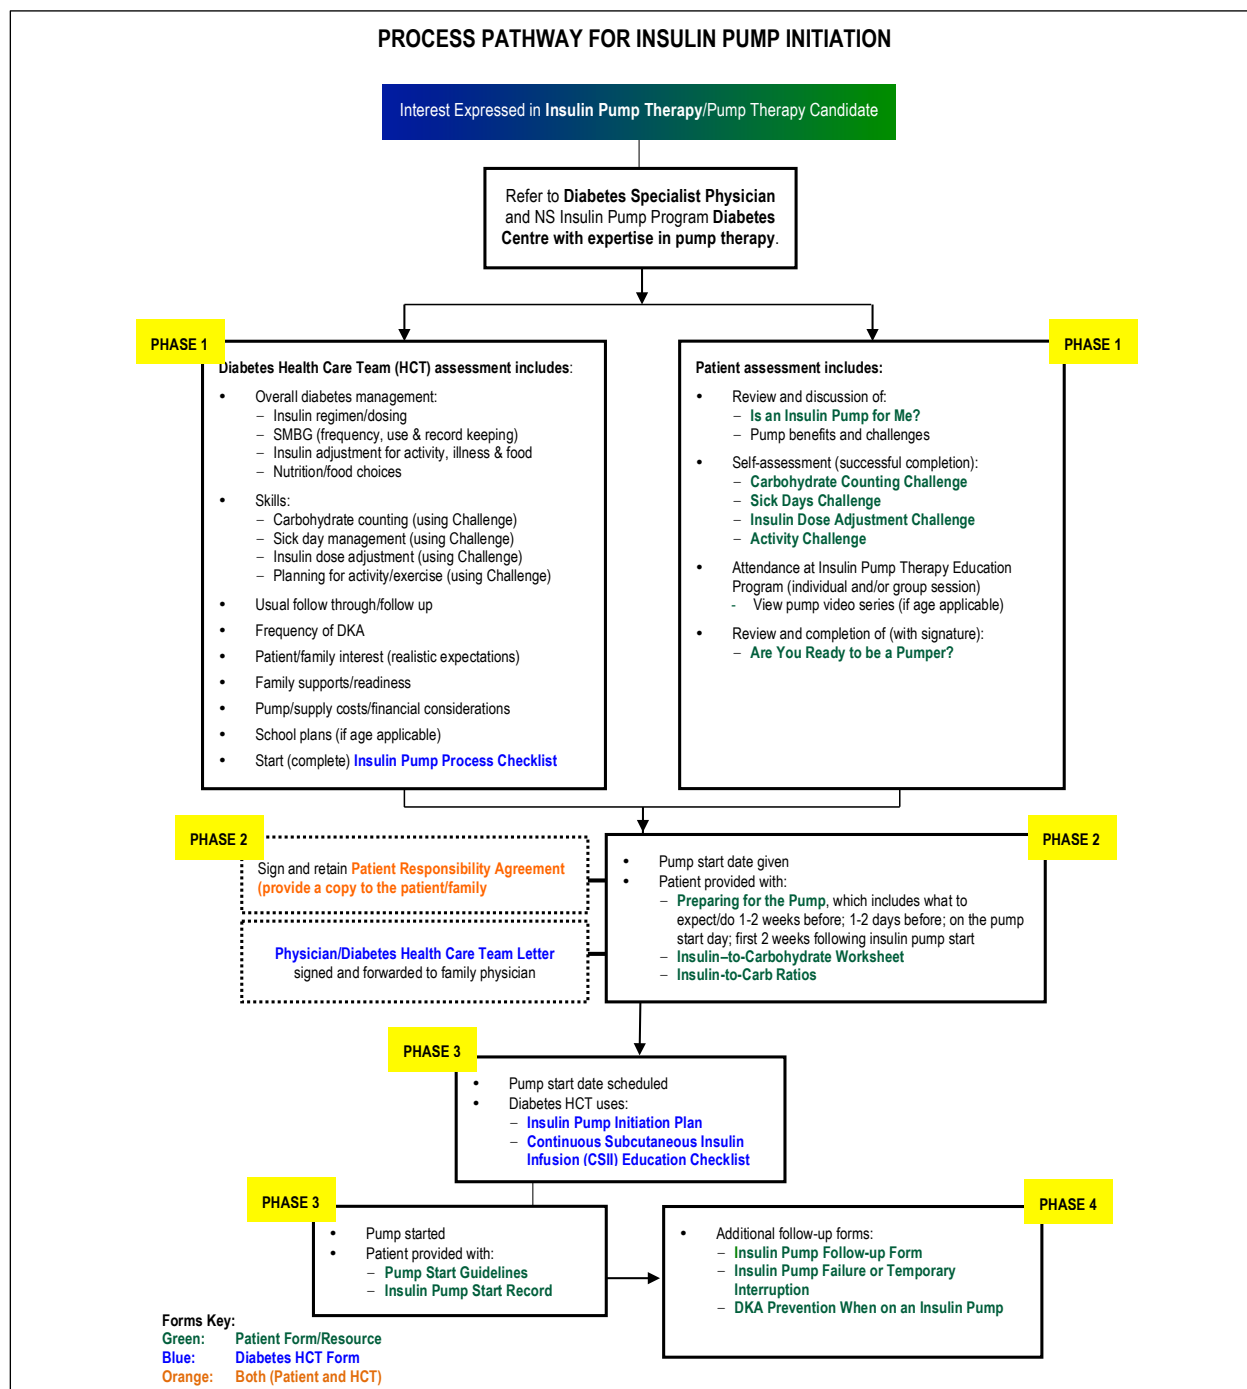 PROCESS PATHWAY FOR INSULIN PUMP INITIATION
Interest Expressed in Insulin Pump Therapy/Pump Therapy Candidate
Refer to Diabetes Specialist Physician
and NS Insulin Pump Program Diabetes
Centre with expertise in pump therapy.
PHASE 1
Diabetes Health Care Team (HCT) assessment includes:
• Overall diabetes management:
– Insulin regimen/dosing
– SMBG (frequency, use & record keeping)
– Insulin adjustment for activity, illness & food
– Nutrition/food choices
• Skills:
– Carbohydrate counting (using Challenge)
– Sick day management (using Challenge)
– Insulin dose adjustment (using Challenge)
– Planning for activity/exercise (using Challenge)
• Usual follow through/follow up
• Frequency of DKA
• Patient/family interest (realistic expectations)
• Family supports/readiness
• Pump/supply costs/financial considerations
• School plans (if age applicable)
• Start (complete) Insulin Pump Process Checklist
PHASE 1
Patient assessment includes:
• Review and discussion of:
– Is an Insulin Pump for Me?
– Pump benefits and challenges
• Self-assessment (successful completion):
– Carbohydrate Counting Challenge
– Sick Days Challenge
– Insulin Dose Adjustment Challenge
– Activity Challenge
• Attendance at Insulin Pump Therapy Education
Program (individual and/or group session)
- View pump video series (if age applicable)
• Review and completion of (with signature):
– Are You Ready to be a Pumper?
PHASE 2
Sign and retain Patient Responsibility Agreement
(provide a copy to the patient/family
Physician/Diabetes Health Care Team Letter
signed and forwarded to family physician
PHASE 2
• Pump start date given
• Patient provided with:
– Preparing for the Pump, which includes what to
expect/do 1-2 weeks before; 1-2 days before; on the pump
start day; first 2 weeks following insulin pump start
– Insulin–to-Carbohydrate Worksheet
– Insulin-to-Carb Ratios
PHASE 3
• Pump start date scheduled
• Diabetes HCT uses:
– Insulin Pump Initiation Plan
– Continuous Subcutaneous Insulin
Infusion (CSII) Education Checklist
PHASE 3
• Pump started
• Patient provided with:
– Pump Start Guidelines
– Insulin Pump Start Record
PHASE 4
• Additional follow-up forms:
– Insulin Pump Follow-up Form
– Insulin Pump Failure or Temporary
Interruption
– DKA Prevention When on an Insulin Pump
Forms Key:
Green: Patient Form/Resource
Blue: Diabetes HCT Form
Orange: Both (Patient and HCT)